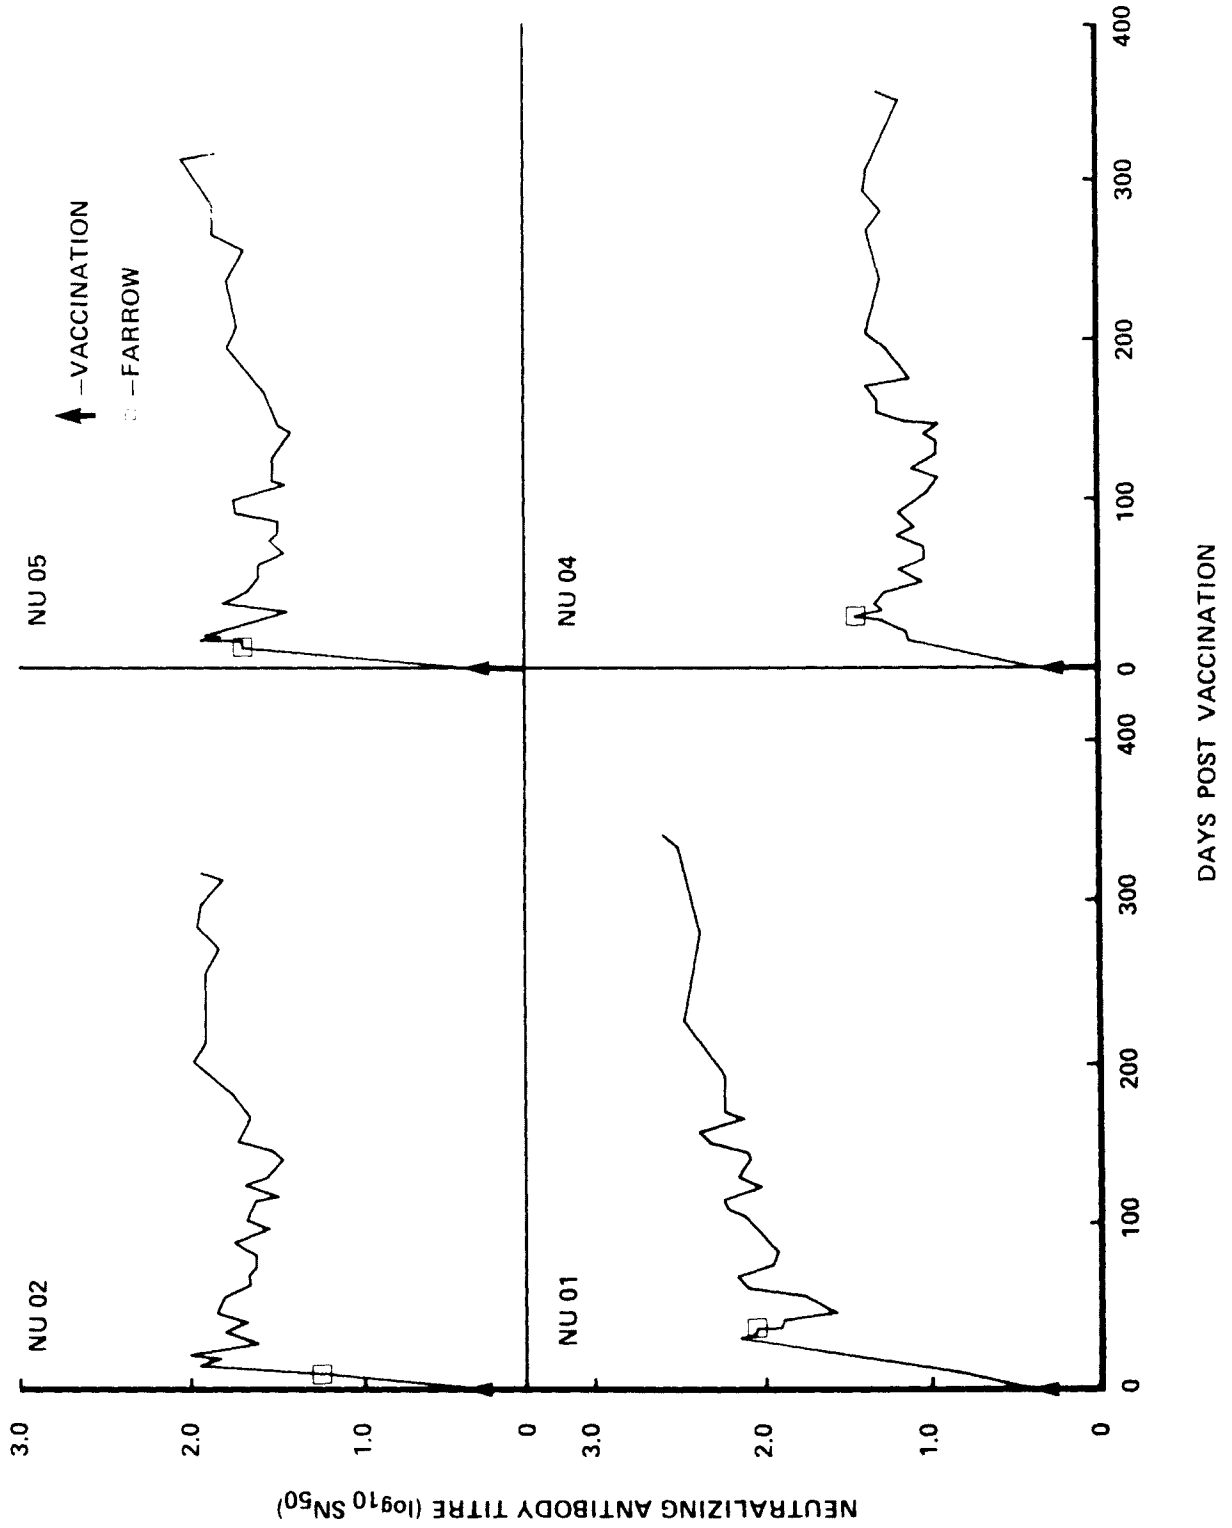 NEUTRALIZING ANTIBODY TITRE (log10 SN50)
3.0
2.0
1.0
0
3.0
2.0
1.0
0
NU 02
NU 05
–VACCINATION
–FARROW
NU 01
NU 04
0
100
200
300
400
0
100
200
300
400
DAYS POST VACCINATION